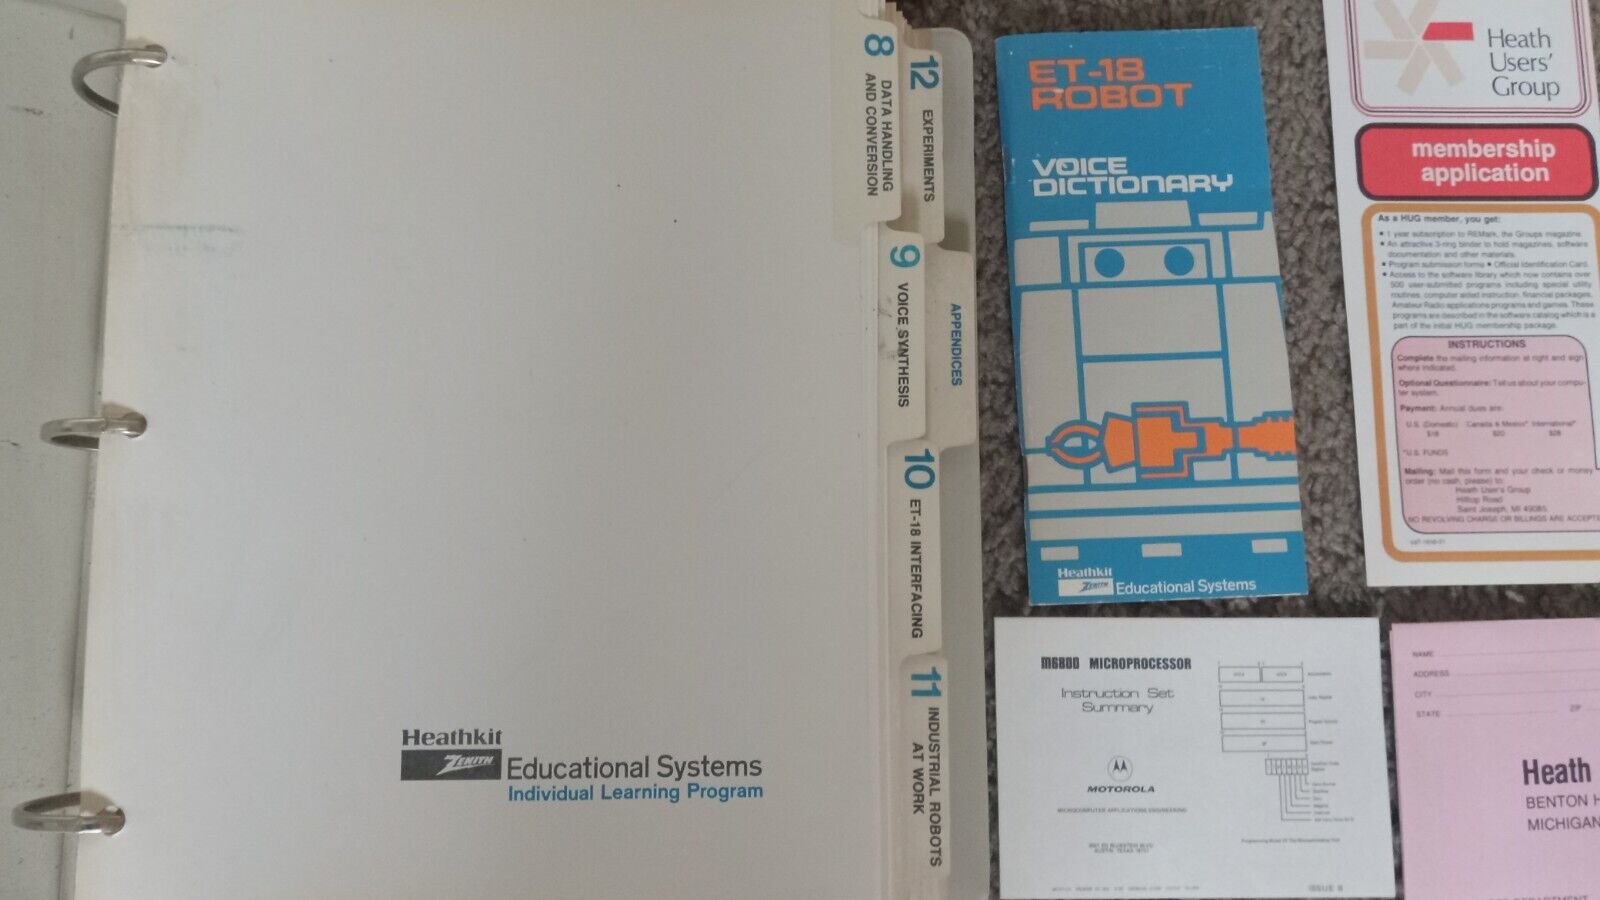 8
DATA HANDLING
AND CONVERSION
12
EXPERIMENTS
9
VOICE SYNTHESIS
APPENDICES
10
ET-18 INTERFACING
11
INDUSTRIAL ROBOTS
AT WORK
Heathkit
ZENITH
Educational Systems
Individual Learning Program
ET-18
ROBOT
VOICE
DICTIONARY
Heathkit
ZENITH
Educational Systems
Heath
Users'
Group
membership
application
As a HUG member, you get:
• 1 year subscription to REMark, the Groups magazine.
• An attractive 3-ring binder to hold magazines, software
documentation and other materials.
• Program submission forms • Official Identification Card.
• Access to the software library which now contains over
500 user-submitted programs including special utility
routines, computer aided instruction, financial packages,
Amateur Radio applications programs and games. These
programs are described in the software catalog which is a
part of the initial HUG membership package.
INSTRUCTIONS
Complete the mailing information at right and sign
where indicated.
Optional Questionnaire: Tell us about your compu-
ter system.
Payment: Annual dues are:
U.S. (Domestic) Canada & Mexico* International*
$18 $20 $28
*U.S. FUNDS
Mailing: Mail this form and your check or money
order (no cash, please) to:
Heath User's Group
Hilltop Road
Saint Joseph, MI 49085
NO REVOLVING CHARGE OR BILLINGS ARE ACCEPTE
M6800 MICROPROCESSOR
Instruction Set
Summary
MOTOROLA
MICROCOMPUTER APPLICATIONS ENGINEERING
3501 ED BLUESTEIN BLVD
AUSTIN, TEXAS 78721
ISSUE B
NAME
ADDRESS
CITY
STATE ZIP
Heath
BENTON H
MICHIGAN